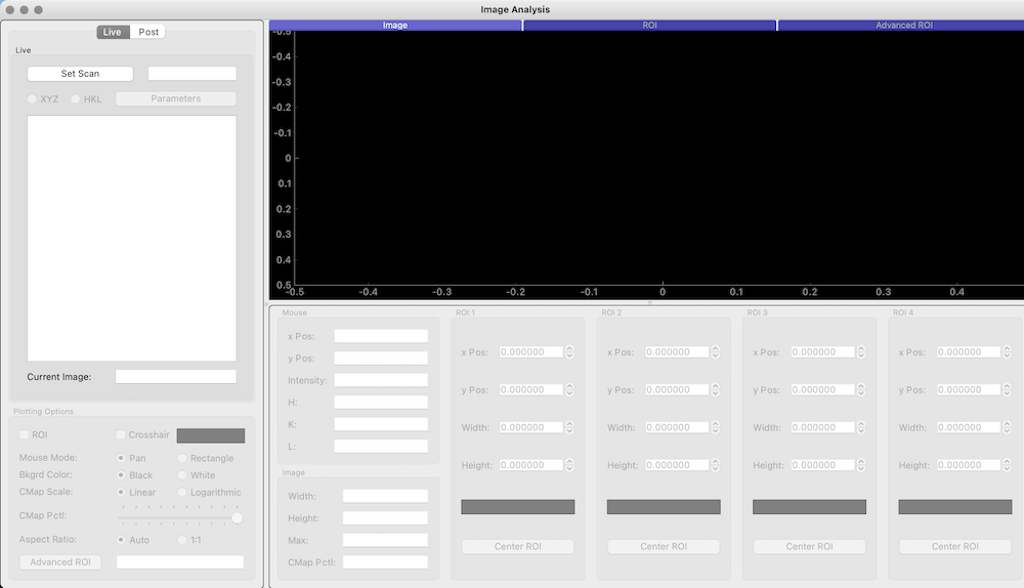 Image Analysis
Live Post
Live
Set Scan
XYZ HKL Parameters
Current Image:
Plotting Options
ROI Crosshair
Mouse Mode: Pan Rectangle
Bkgrd Color: Black White
CMap Scale: Linear Logarithmic
CMap Pctl:
Aspect Ratio: Auto 1:1
Advanced ROI
Image ROI Advanced ROI
-0.5
-0.4
-0.3
-0.2
-0.1
0
0.1
0.2
0.3
0.4
0.5
-0.5 -0.4 -0.3 -0.2 -0.1 0 0.1 0.2 0.3 0.4
Mouse
x Pos:
y Pos:
Intensity:
H:
K:
L:
Image
Width:
Height:
Max:
CMap Pctl:
ROI 1
x Pos: 0.000000
y Pos: 0.000000
Width: 0.000000
Height: 0.000000
Center ROI
ROI 2
x Pos: 0.000000
y Pos: 0.000000
Width: 0.000000
Height: 0.000000
Center ROI
ROI 3
x Pos: 0.000000
y Pos: 0.000000
Width: 0.000000
Height: 0.000000
Center ROI
ROI 4
x Pos: 0.000000
y Pos: 0.000000
Width: 0.000000
Height: 0.000000
Center ROI